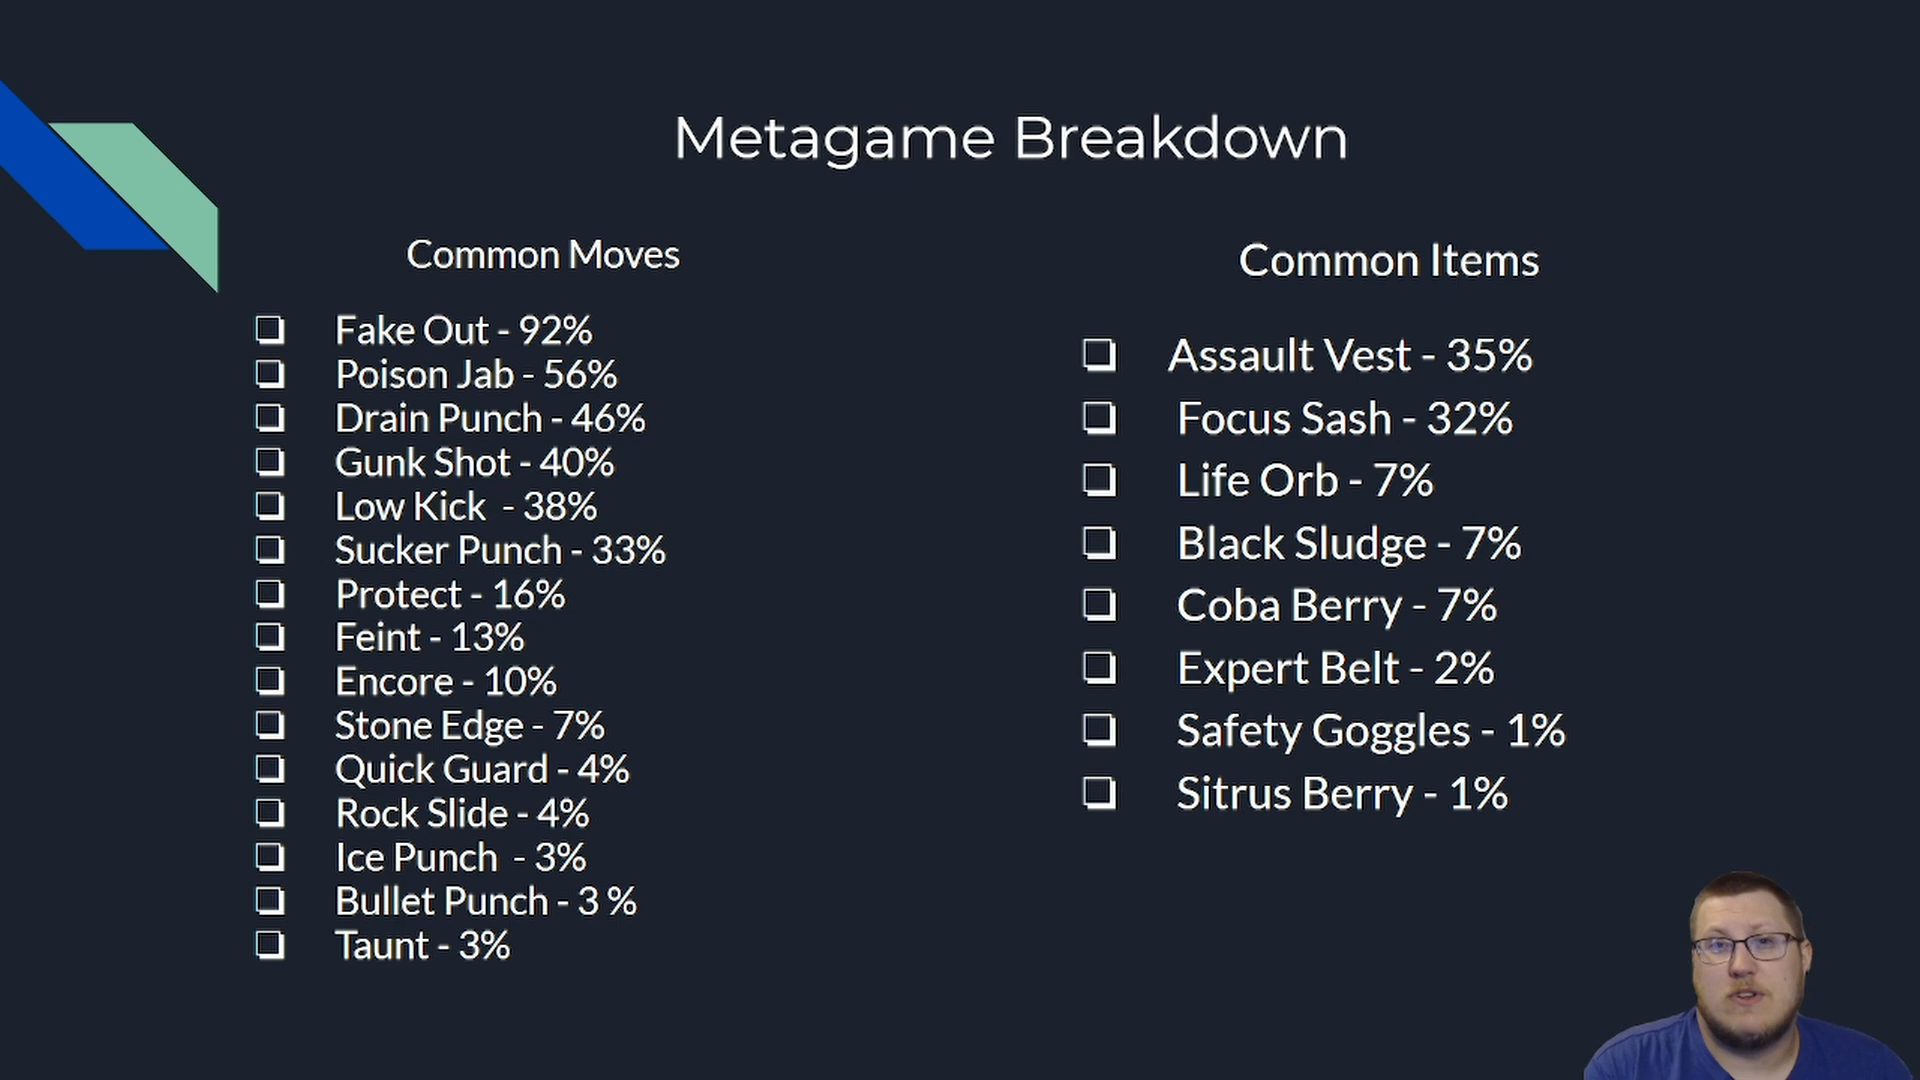 Metagame Breakdown
Common Moves
Fake Out - 92%
Poison Jab - 56%
Drain Punch - 46%
Gunk Shot - 40%
Low Kick  - 38%
Sucker Punch - 33%
Protect - 16%
Feint - 13%
Encore - 10%
Stone Edge - 7%
Quick Guard - 4%
Rock Slide - 4%
Ice Punch  - 3%
Bullet Punch - 3 %
Taunt - 3%
Common Items
Assault Vest - 35%
Focus Sash - 32%
Life Orb - 7%
Black Sludge - 7%
Coba Berry - 7%
Expert Belt - 2%
Safety Goggles - 1%
Sitrus Berry - 1%